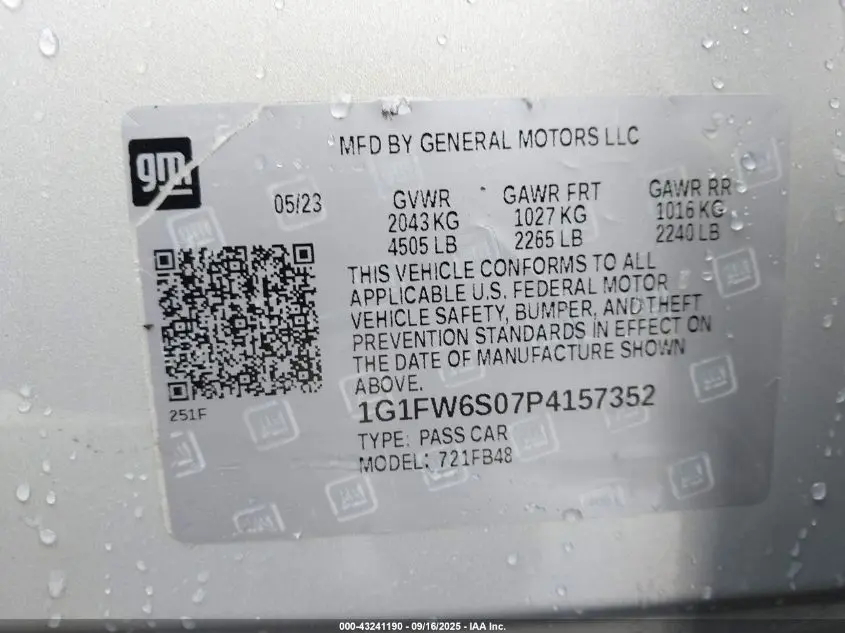 gm
MFD BY GENERAL MOTORS LLC
05/23
GVWR GAWR FRT GAWR RR
2043 KG 1027 KG 1016 KG
4505 LB 2265 LB 2240 LB
THIS VEHICLE CONFORMS TO ALL
APPLICABLE U.S. FEDERAL MOTOR
VEHICLE SAFETY, BUMPER, AND THEFT
PREVENTION STANDARDS IN EFFECT ON
THE DATE OF MANUFACTURE SHOWN
ABOVE.
251F
1G1FW6S07P4157352
TYPE: PASS CAR
MODEL: 721FB48
000-43241190 - 09/16/2025 - IAA Inc.